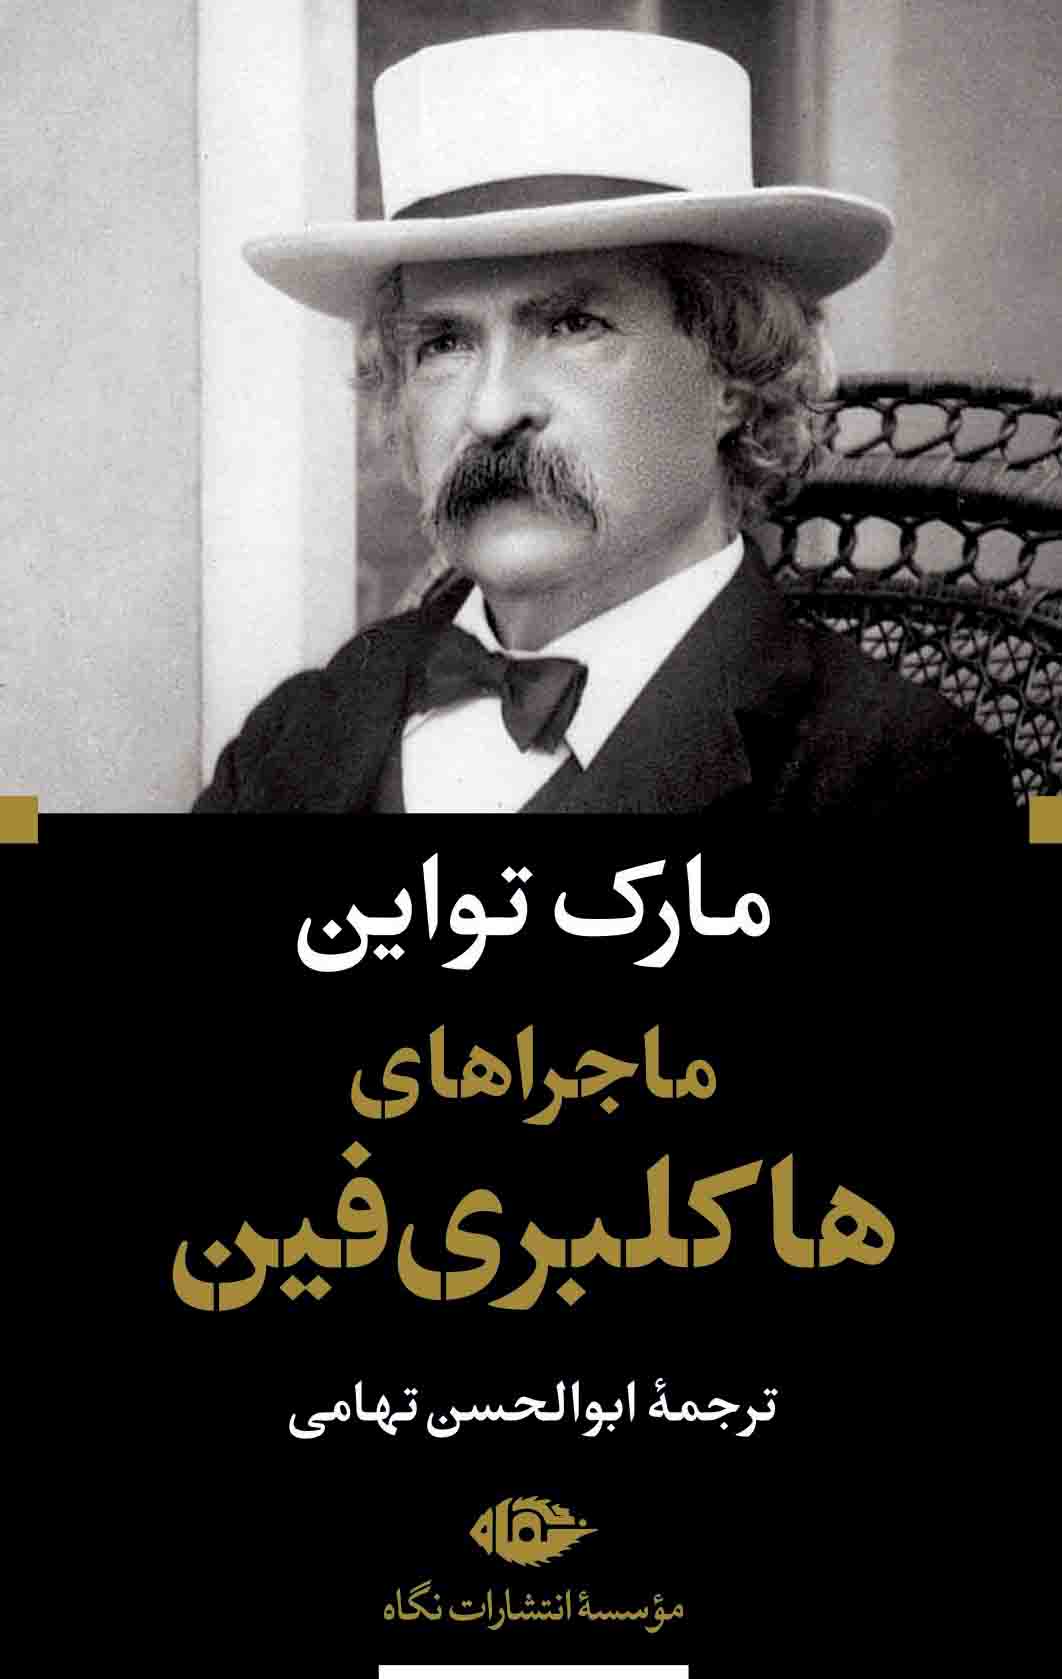 مارک تواین
ماجراهای
هاکلبری‌فین
ترجمهٔ ابوالحسن تهامی
نگاه
مؤسسهٔ انتشارات نگاه